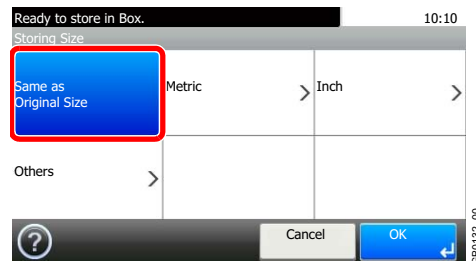 Ready to store in Box.
10:10
Storing Size
Same as
Original Size
Metric
Inch
Others
?
Cancel
OK